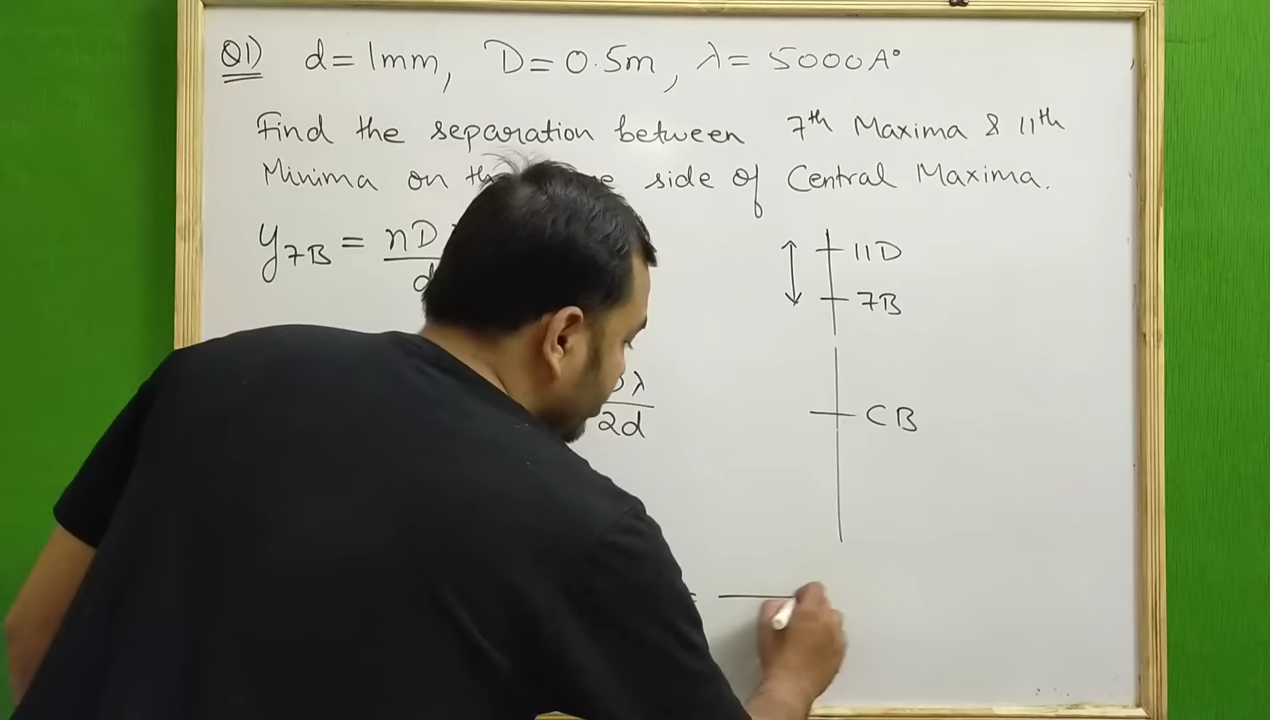 Q1) d= 1mm, D= 0.5m, λ= 5000A°
Find the separation between 7th Maxima & 11th
Minima on side of Central Maxima.
y7B = nD
11D
7B
λ
2d
CB
=